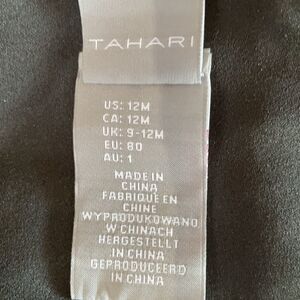 TAHARI
US: 12M
CA: 12M
UK: 9-12M
EU: 80
AU: 1
MADE IN
CHINA
FABRIQUE EN
CHINE
WYPRODUKOWANO
W CHINACH
HERGESTELLT
IN CHINA
GEPRODUCEERD
IN CHINA